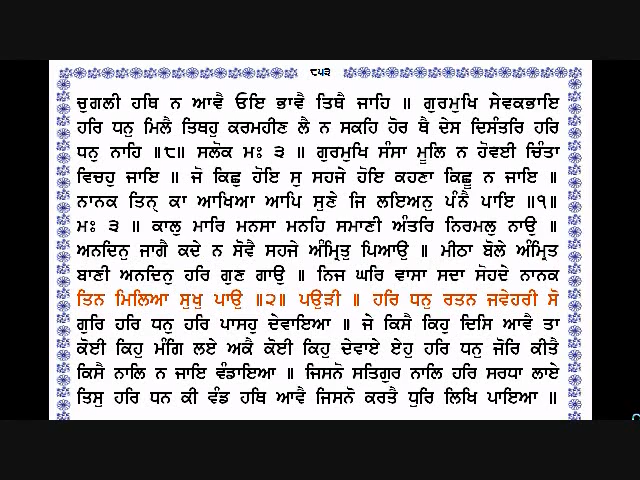 ੮੫੩
ਚੁਗਲੀ ਹਥਿ ਨ ਆਵੈ ਓਇ ਭਾਵੈ ਤਿਥੈ ਜਾਹਿ ॥ ਗੁਰਮੁਖਿ ਸੇਵਕਭਾਇ
ਹਰਿ ਧਨੁ ਮਿਲੈ ਤਿਥਹੁ ਕਰਮਹੀਣ ਲੈ ਨ ਸਕਹਿ ਹੋਰ ਥੈ ਦੇਸ ਦਿਸੰਤਰਿ ਹਰਿ
ਧਨੁ ਨਾਹਿ ॥੮॥ ਸਲੋਕ ਮਃ ੩ ॥ ਗੁਰਮੁਖਿ ਸੰਸਾ ਮੂਲਿ ਨ ਹੋਵਈ ਚਿੰਤਾ
ਵਿਚਹੁ ਜਾਇ ॥ ਜੋ ਕਿਛੁ ਹੋਇ ਸੁ ਸਹਜੇ ਹੋਇ ਕਹਣਾ ਕਿਛੂ ਨ ਜਾਇ ॥
ਨਾਨਕ ਤਿਨ੍ ਕਾ ਆਖਿਆ ਆਪਿ ਸੁਣੇ ਜਿ ਲਇਅਨੁ ਪੰਨੈ ਪਾਇ ॥੧॥
ਮਃ ੩ ॥ ਕਾਲੁ ਮਾਰਿ ਮਨਸਾ ਮਨਹਿ ਸਮਾਣੀ ਅੰਤਰਿ ਨਿਰਮਲੁ ਨਾਉ ॥
ਅਨਦਿਨੁ ਜਾਗੈ ਕਦੇ ਨ ਸੋਵੈ ਸਹਜੇ ਅੰਮ੍ਰਿਤੁ ਪਿਆਉ ॥ ਮੀਠਾ ਬੋਲੇ ਅੰਮ੍ਰਿਤ
ਬਾਣੀ ਅਨਦਿਨੁ ਹਰਿ ਗੁਣ ਗਾਉ ॥ ਨਿਜ ਘਰਿ ਵਾਸਾ ਸਦਾ ਸੋਹਦੇ ਨਾਨਕ
ਤਿਨ ਮਿਲਿਆ ਸੁਖੁ ਪਾਉ ॥੨॥ ਪਉੜੀ ॥ ਹਰਿ ਧਨੁ ਰਤਨ ਜਵੇਹਰੀ ਸੋ
ਗੁਰਿ ਹਰਿ ਧਨੁ ਹਰਿ ਪਾਸਹੁ ਦੇਵਾਇਆ ॥ ਜੇ ਕਿਸੈ ਕਿਹੁ ਦਿਸਿ ਆਵੈ ਤਾ
ਕੋਈ ਕਿਹੁ ਮੰਗਿ ਲਏ ਅਕੈ ਕੋਈ ਕਿਹੁ ਦੇਵਾਏ ਏਹੁ ਹਰਿ ਧਨੁ ਜੋਰਿ ਕੀਤੈ
ਕਿਸੈ ਨਾਲਿ ਨ ਜਾਇ ਵੰਡਾਇਆ ॥ ਜਿਸਨੋ ਸਤਿਗੁਰ ਨਾਲਿ ਹਰਿ ਸਰਧਾ ਲਾਏ
ਤਿਸੁ ਹਰਿ ਧਨ ਕੀ ਵੰਡ ਹਥਿ ਆਵੈ ਜਿਸਨੋ ਕਰਤੈ ਧੁਰਿ ਲਿਖਿ ਪਾਇਆ ॥